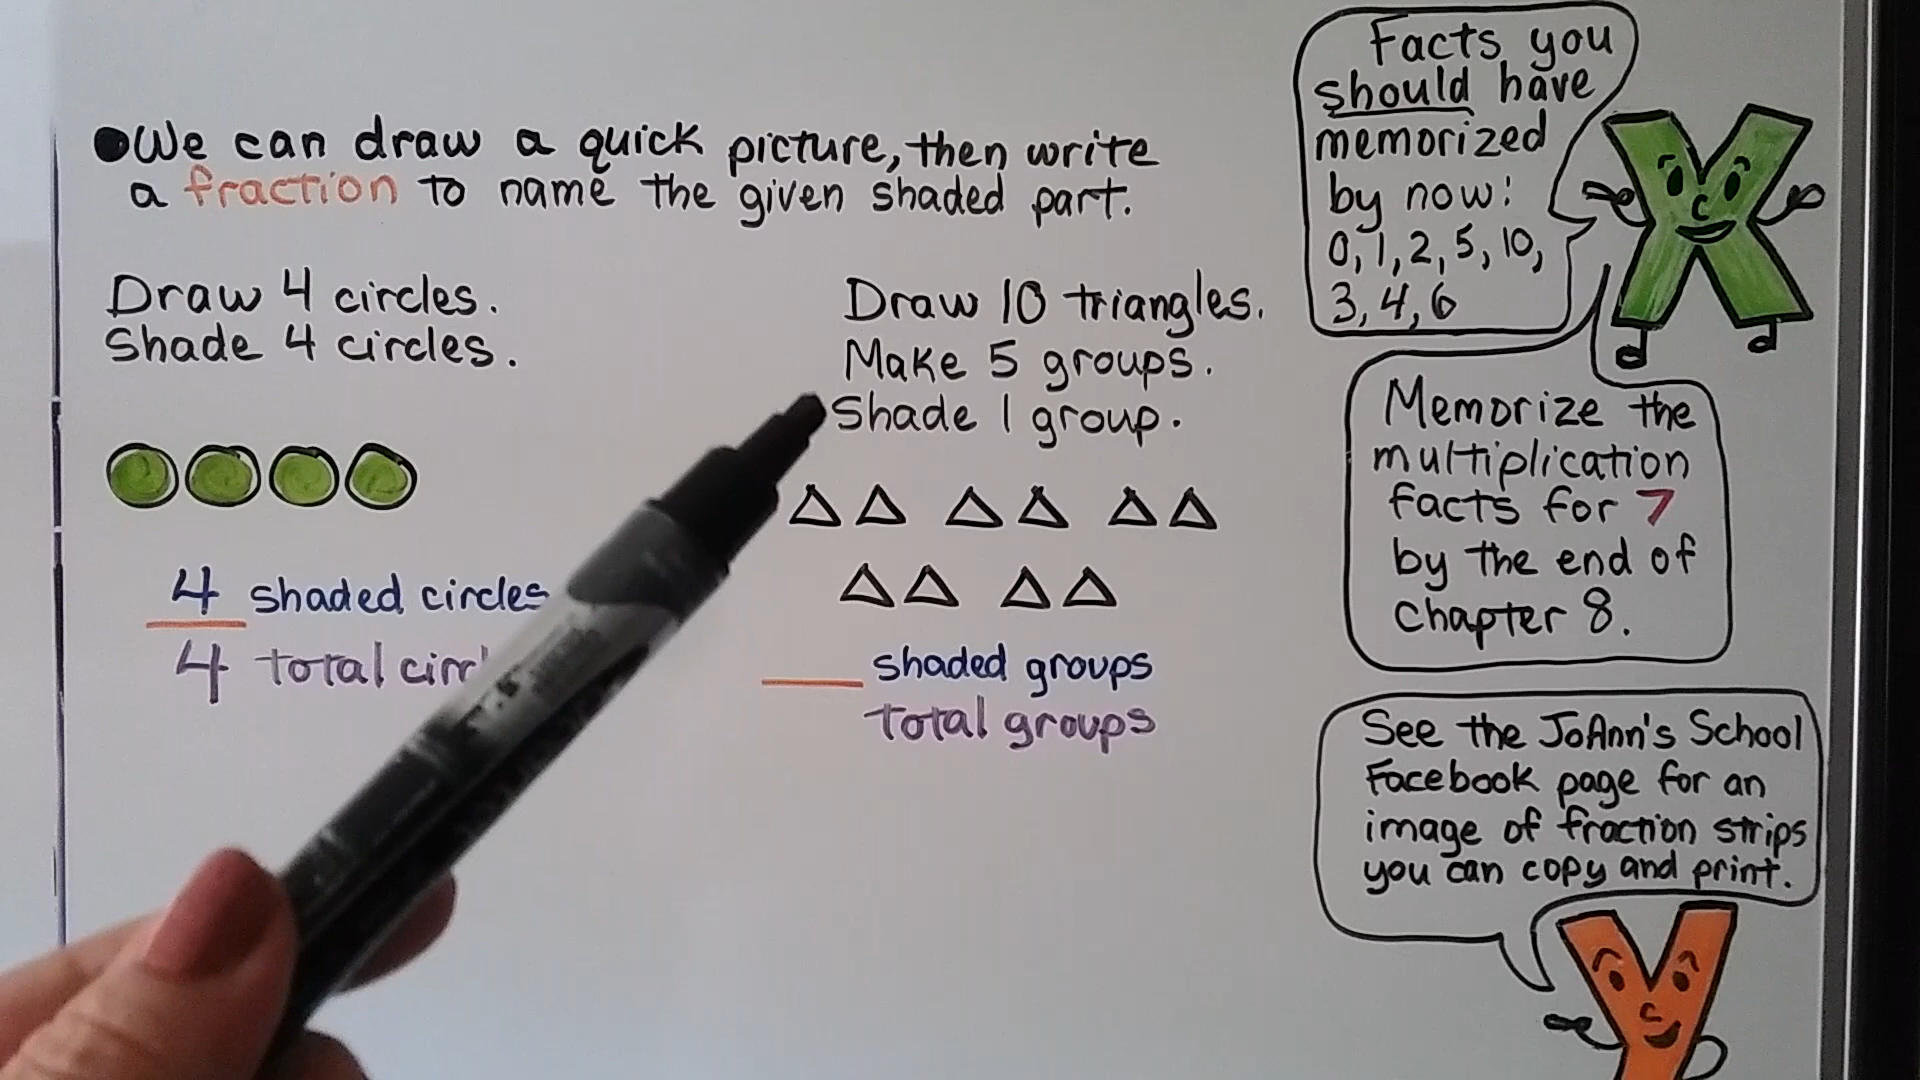 We can draw a quick picture, then write
a fraction to name the given shaded part.
Draw 4 circles.
Shade 4 circles.
4 shaded circles
4 total
Draw 10 triangles.
Make 5 groups.
Shade 1 group.
shaded groups
total groups
Facts you
should have
memorized
by now:
0, 1, 2, 5, 10,
3, 4, 6
Memorize the
multiplication
facts for 7
by the end of
Chapter 8.
See the JoAnn's School
Facebook page for an
image of fraction strips
you can copy and print.